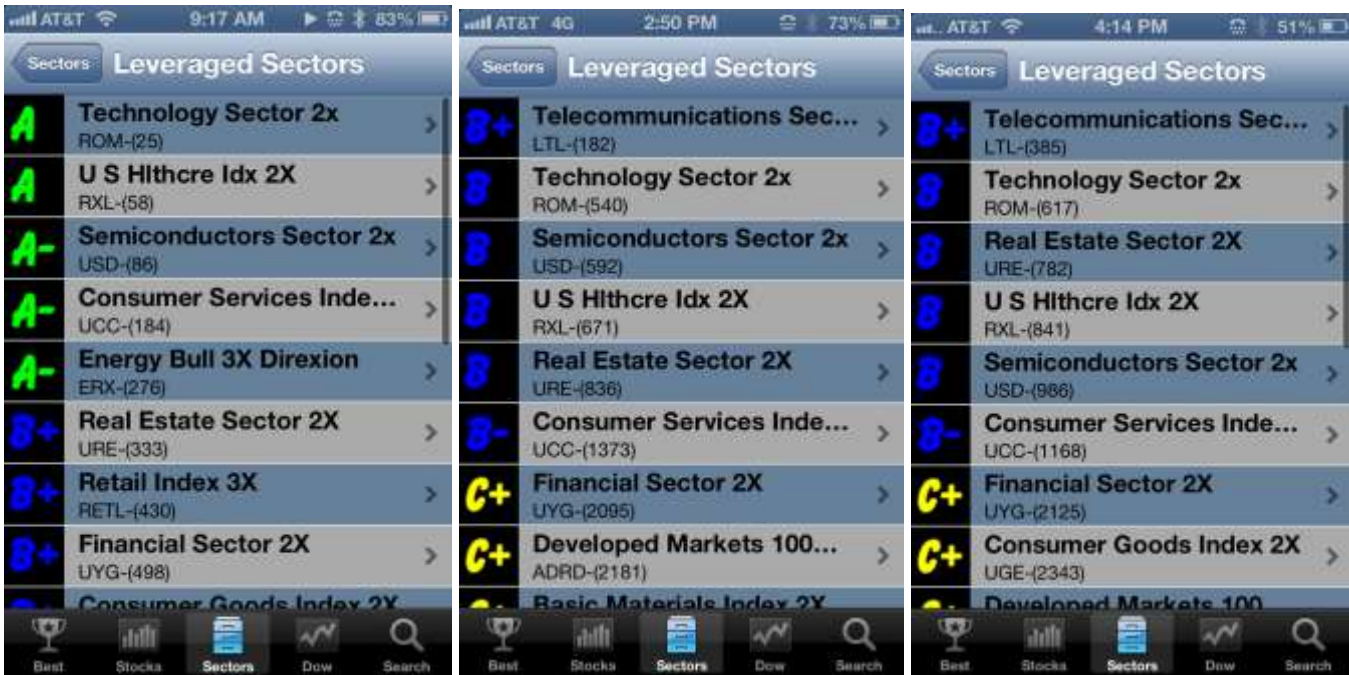 AT&T 9:17 AM 83%
Sectors Leveraged Sectors
A Technology Sector 2x
ROM-(25)
A U S Hlthcre Idx 2X
RXL-(58)
A- Semiconductors Sector 2x
USD-(86)
A- Consumer Services Inde...
UCC-(184)
A- Energy Bull 3X Direxion
ERX-(276)
B+ Real Estate Sector 2X
URE-(333)
B+ Retail Index 3X
RETL-(430)
B+ Financial Sector 2X
UYG-(498)
Consumer Goods Index 2X
Best Stocks Sectors Dow Search
AT&T 4G 2:50 PM 73%
Sectors Leveraged Sectors
B+ Telecommunications Sec...
LTL-(182)
B Technology Sector 2x
ROM-(540)
B Semiconductors Sector 2x
USD-(592)
B U S Hlthcre Idx 2X
RXL-(671)
B Real Estate Sector 2X
URE-(836)
B- Consumer Services Inde...
UCC-(1373)
C+ Financial Sector 2X
UYG-(2095)
C+ Developed Markets 100...
ADRD-(2181)
Basic Materials Index 2X
Best Stocks Sectors Dow Search
AT&T 4:14 PM 51%
Sectors Leveraged Sectors
B+ Telecommunications Sec...
LTL-(385)
B Technology Sector 2x
ROM-(617)
B Real Estate Sector 2X
URE-(782)
B U S Hlthcre Idx 2X
RXL-(841)
B Semiconductors Sector 2x
USD-(986)
B- Consumer Services Inde...
UCC-(1168)
C+ Financial Sector 2X
UYG-(2125)
C+ Consumer Goods Index 2X
UGE-(2343)
Developed Markets 100
Best Stocks Sectors Dow Search